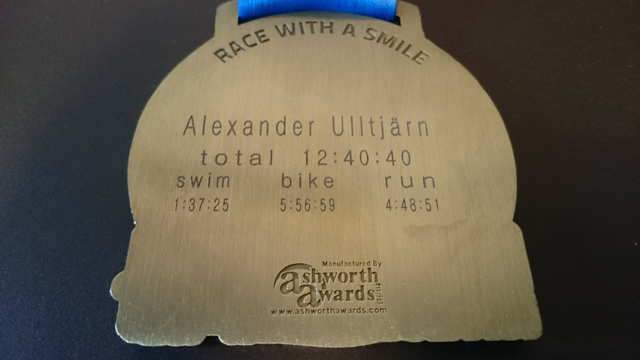 RACE WITH A SMILE
Alexander Ulltjärn
total 12:40:40
swim bike run
1:37:25 5:56:59 4:48:51
Manufactured By
ashworth
awards
www.ashworthawards.com